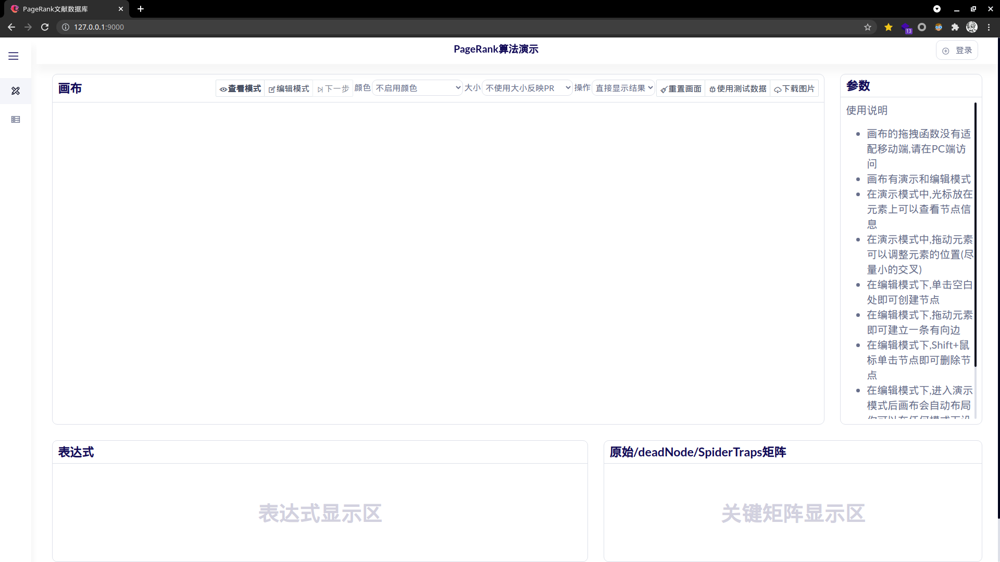 PageRank文献数据库
127.0.0.1:9000
13
PageRank算法演示
登录
画布
查看模式
编辑模式
下一步
颜色
不启用颜色
大小
不使用大小反映PR
操作
直接显示结果
重置画面
使用测试数据
下载图片
参数
使用说明
画布的拖拽函数没有适
配移动端,请在PC端访
问
画布有演示和编辑模式
在演示模式中,光标放在
元素上可以查看节点信
息
在演示模式中,拖动元素
可以调整元素的位置(尽
量小的交叉)
在编辑模式下,单击空白
处即可创建节点
在编辑模式下,拖动元素
即可建立一条有向边
在编辑模式下,Shift+鼠
标单击节点即可删除节
点
在编辑模式下,进入演示
模式后画布会自动布局
表达式
表达式显示区
原始/deadNode/SpiderTraps矩阵
关键矩阵显示区